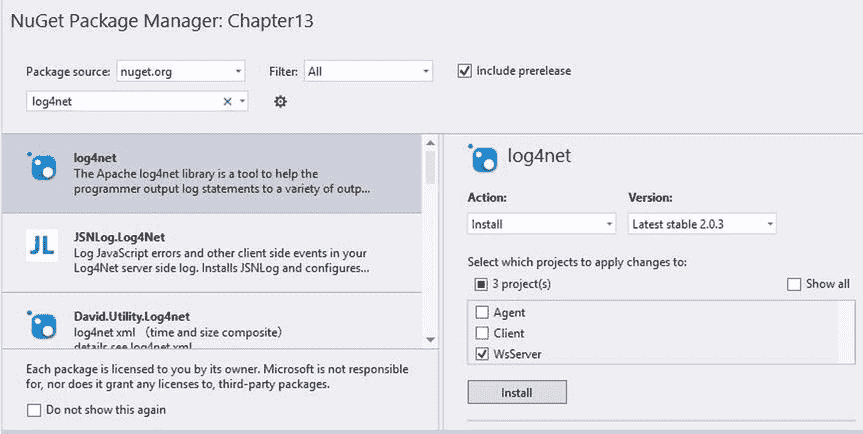 NuGet Package Manager: Chapter13
Package source: nuget.org Filter: All Include prerelease
log4net
log4net
The Apache log4net library is a tool to help the
programmer output log statements to a variety of outp...
JL
JSNLog.Log4Net
Log JavaScript errors and other client side events in your
Log4Net server side log. Installs JSNLog and configures...
David.Utility.Log4net
log4net xml （time and size composite）
details see log4net xml
Each package is licensed to you by its owner. Microsoft is not responsible
for, nor does it grant any licenses to, third-party packages.
Do not show this again
log4net
Action: Version:
Install Latest stable 2.0.3
Select which projects to apply changes to:
3 project(s) Show all
Agent
Client
WsServer
Install